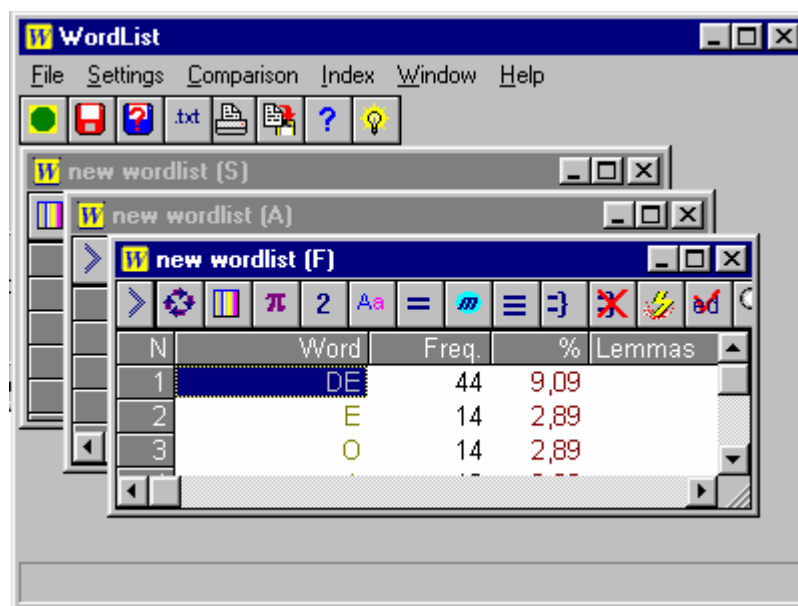 WordList
File Settings Comparison Index Window Help
.txt ?
new wordlist (S)
new wordlist (A)
new wordlist (F)
π 2 Aa = m ad
N Word Freq. % Lemmas
1 DE 44 9,09
2 E 14 2,89
3 O 14 2,89